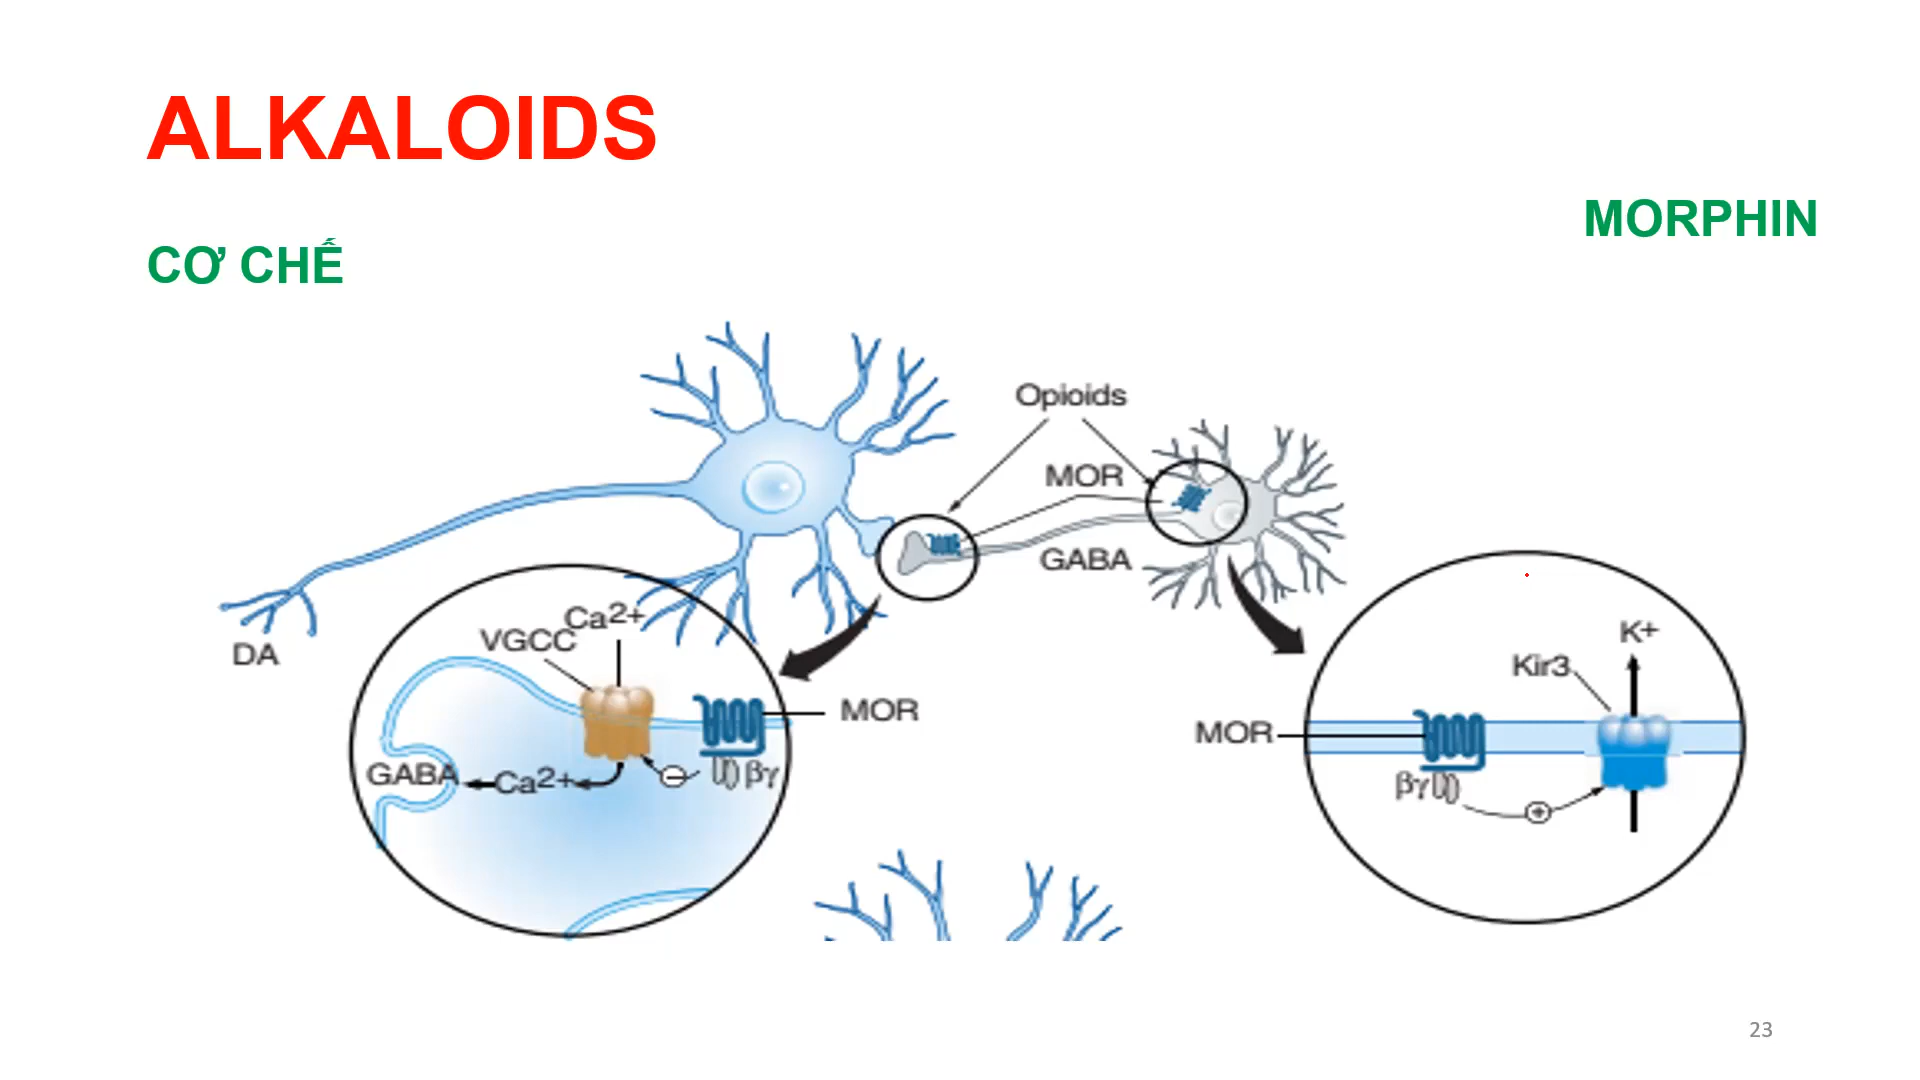 ALKALOIDS
MORPHIN
CƠ CHẾ
Opioids
MOR
GABA
DA
Ca2+
VGCC
MOR
GABA
Ca2+
−
βγ
K+
Kir3
MOR
βγ
+
23